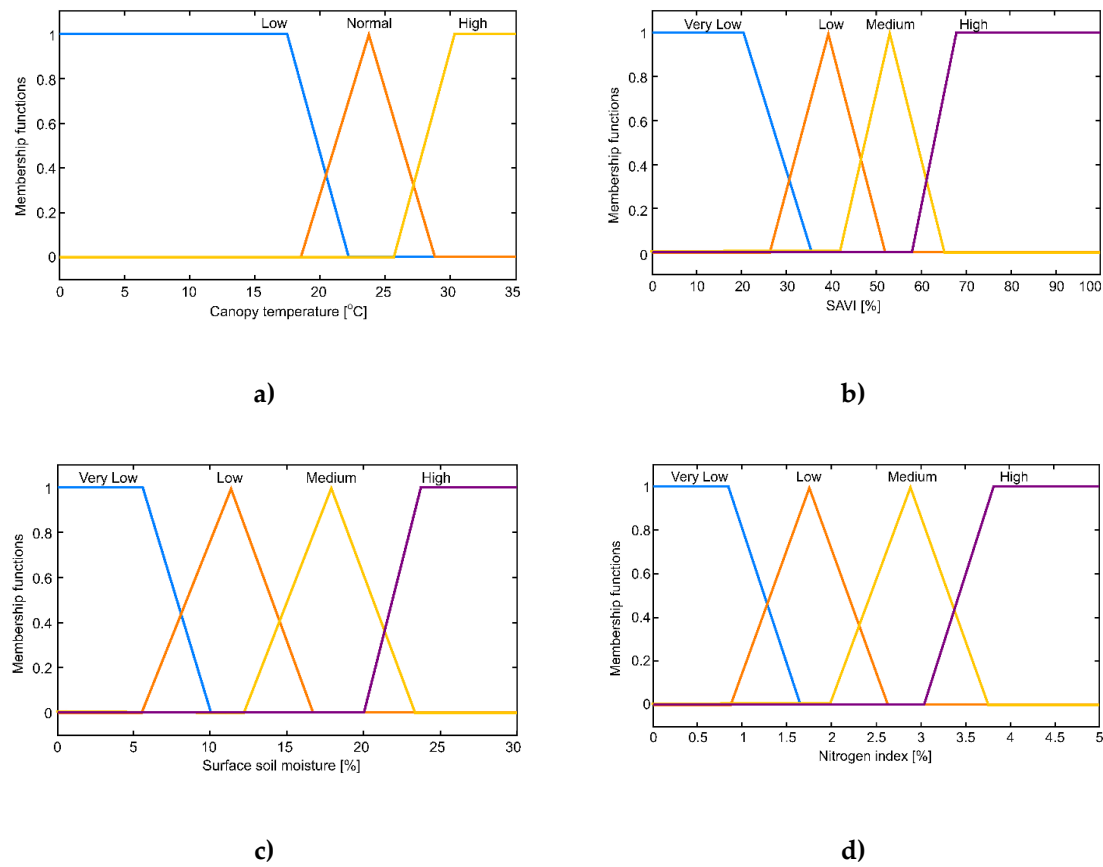 Low Normal High
1
0.8
0.6
0.4
0.2
0
Membership functions
0 5 10 15 20 25 30 35
Canopy temperature [°C]
a)
Very Low Low Medium High
1
0.8
0.6
0.4
0.2
0
Membership functions
0 10 20 30 40 50 60 70 80 90 100
SAVI [%]
b)
Very Low Low Medium High
1
0.8
0.6
0.4
0.2
0
Membership functions
0 5 10 15 20 25 30
Surface soil moisture [%]
c)
Very Low Low Medium High
1
0.8
0.6
0.4
0.2
0
Membership functions
0 0.5 1 1.5 2 2.5 3 3.5 4 4.5 5
Nitrogen index [%]
d)